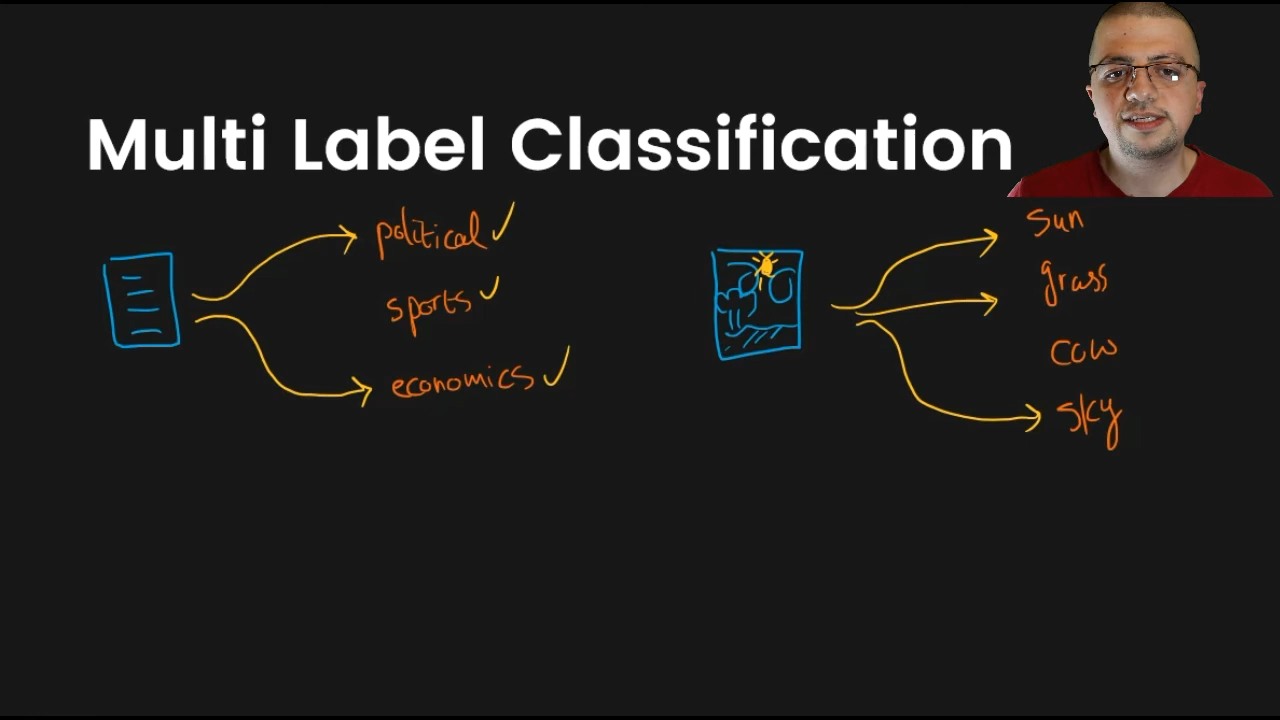 Multi Label Classification
political
sports
economics
sun
grass
cow
sky